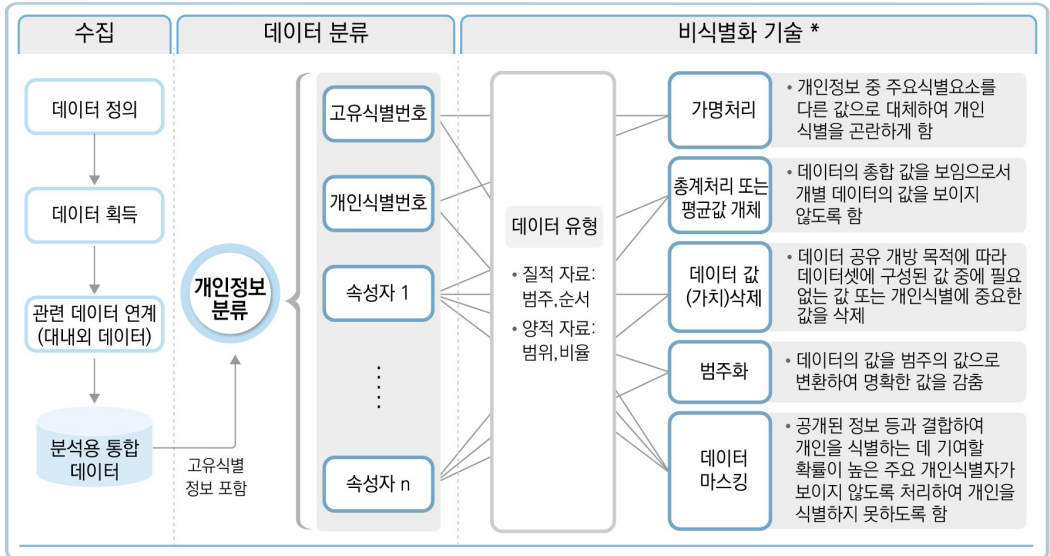 수집
데이터 분류
비식별화 기술 *
데이터 정의
데이터 획득
관련 데이터 연계
(대내외 데이터)
분석용 통합
데이터
고유식별
정보 포함
개인정보
분류
고유식별번호
개인식별번호
속성자 1
속성자 n
데이터 유형
• 질적 자료:
범주,순서
• 양적 자료:
범위,비율
가명처리
• 개인정보 중 주요식별요소를
다른 값으로 대체하여 개인
식별을 곤란하게 함
총계처리 또는
평균값 개체
• 데이터의 총합 값을 보임으로서
개별 데이터의 값을 보이지
않도록 함
데이터 값
(가치)삭제
• 데이터 공유 개방 목적에 따라
데이터셋에 구성된 값 중에 필요
없는 값 또는 개인식별에 중요한
값을 삭제
범주화
• 데이터의 값을 범주의 값으로
변환하여 명확한 값을 감춤
데이터
마스킹
• 공개된 정보 등과 결합하여
개인을 식별하는 데 기여할
확률이 높은 주요 개인식별자가
보이지 않도록 처리하여 개인을
식별하지 못하도록 함